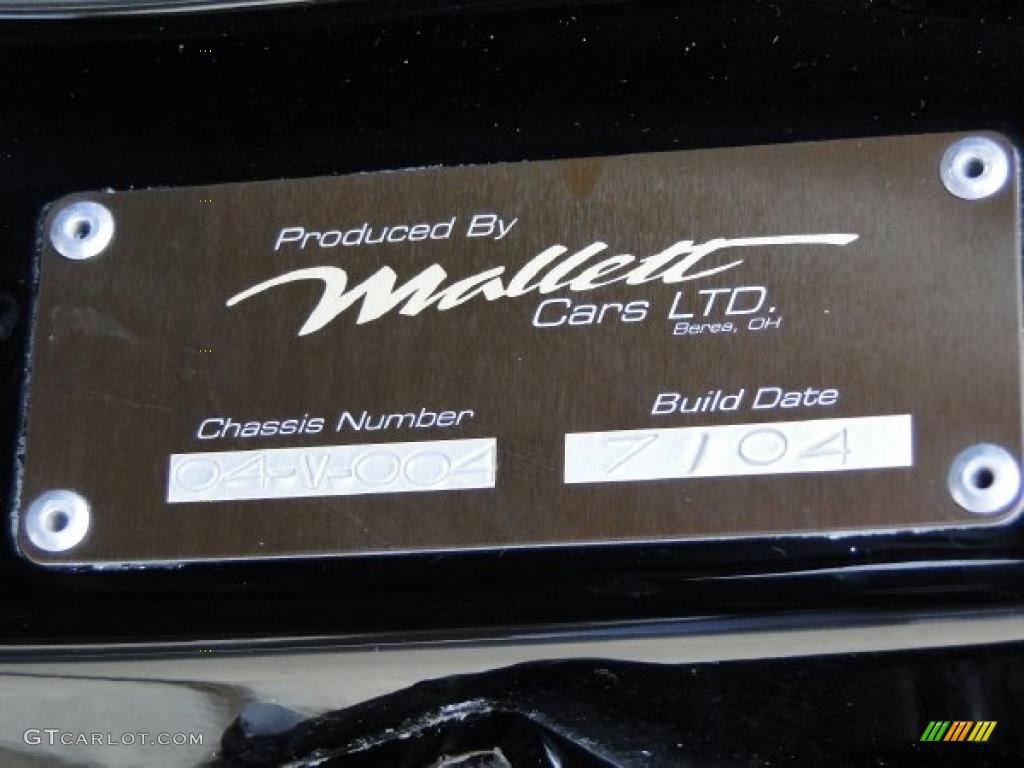 Produced By
Mallett
Cars LTD.
Berea, OH
Chassis Number
Build Date
04-V-004
7/04
GTCARLOT.COM